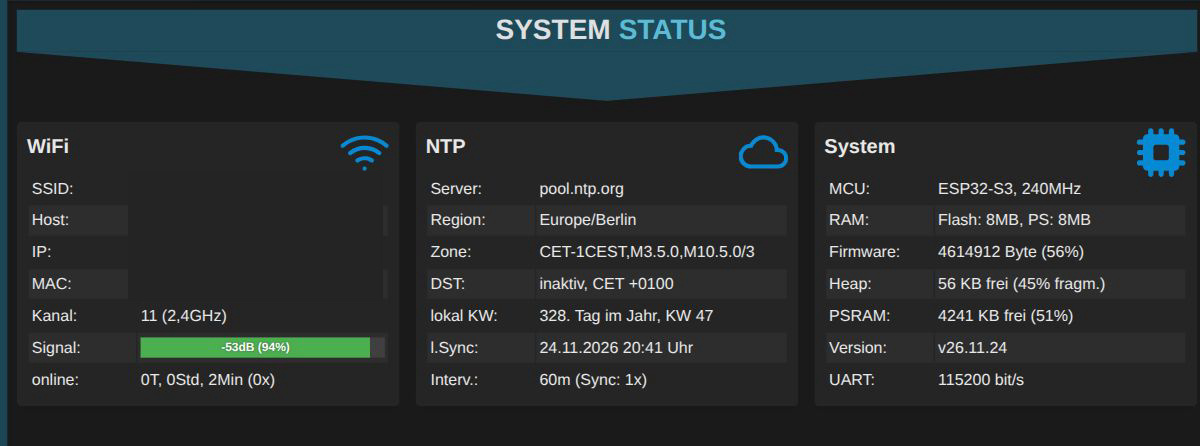 SYSTEM STATUS
WiFi
SSID:
Host:
IP:
MAC:
Kanal: 11 (2,4GHz)
Signal: -53dB (94%)
online: 0T, 0Std, 2Min (0x)
NTP
Server: pool.ntp.org
Region: Europe/Berlin
Zone: CET-1CEST,M3.5.0,M10.5.0/3
DST: inaktiv, CET +0100
lokal KW: 328. Tag im Jahr, KW 47
l.Sync: 24.11.2026 20:41 Uhr
Interv.: 60m (Sync: 1x)
System
MCU: ESP32-S3, 240MHz
RAM: Flash: 8MB, PS: 8MB
Firmware: 4614912 Byte (56%)
Heap: 56 KB frei (45% fragm.)
PSRAM: 4241 KB frei (51%)
Version: v26.11.24
UART: 115200 bit/s